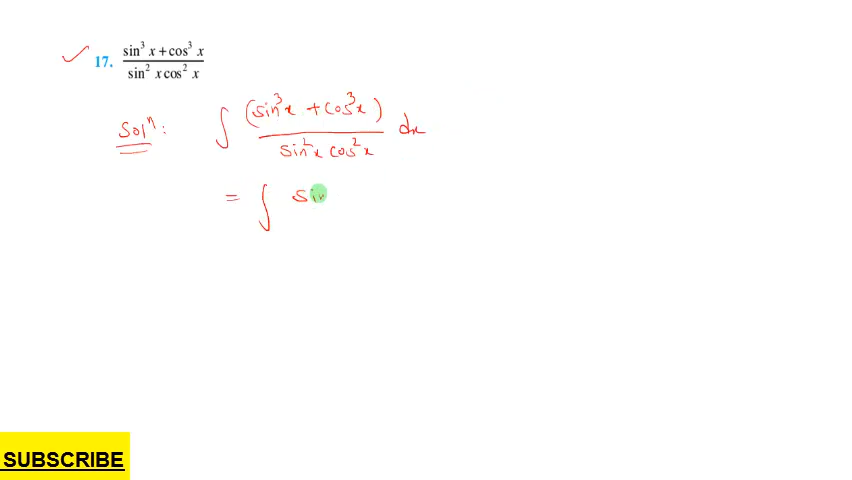 17. sin³ x + cos³ x / sin² x cos² x
Solⁿ : ∫ (sin³x + cos³x) / sin²x cos²x dx
= ∫ sin
SUBSCRIBE